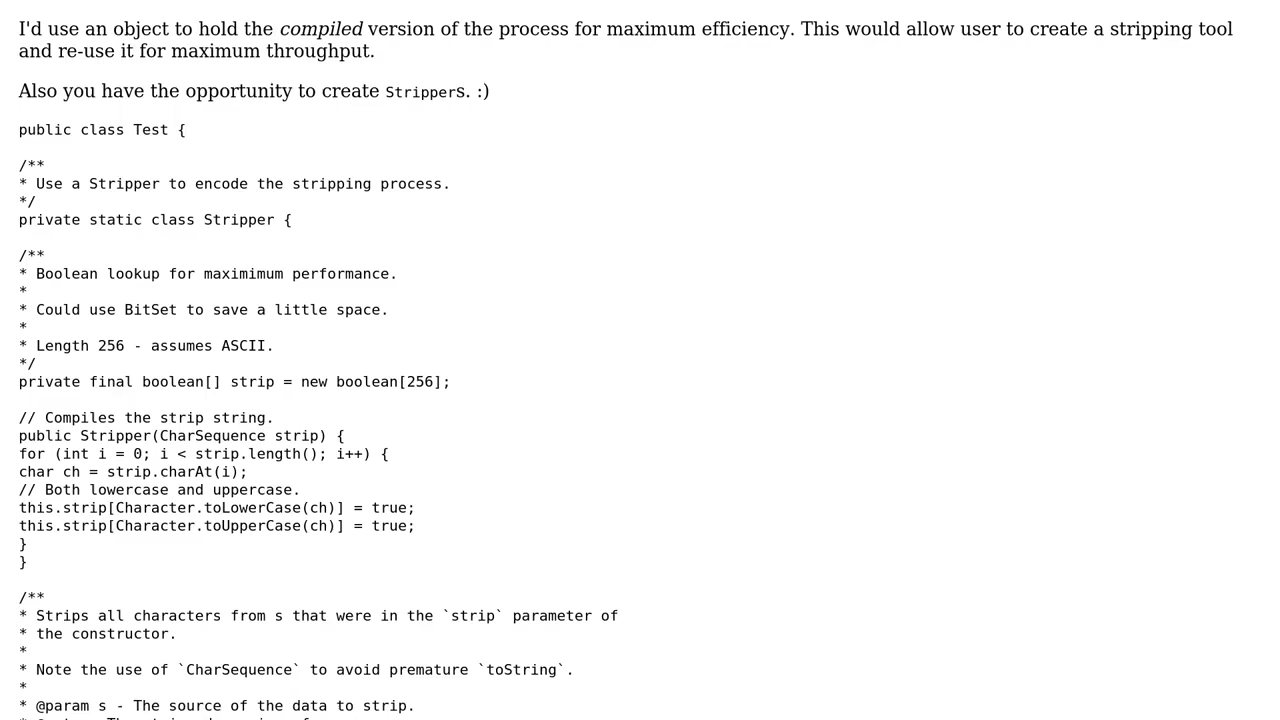 I'd use an object to hold the compiled version of the process for maximum efficiency. This would allow user to create a stripping tool
and re-use it for maximum throughput.
Also you have the opportunity to create Strippers. :)
public class Test {
/**
* Use a Stripper to encode the stripping process.
*/
private static class Stripper {
/**
* Boolean lookup for maximimum performance.
*
* Could use BitSet to save a little space.
*
* Length 256 - assumes ASCII.
*/
private final boolean[] strip = new boolean[256];
// Compiles the strip string.
public Stripper(CharSequence strip) {
for (int i = 0; i < strip.length(); i++) {
char ch = strip.charAt(i);
// Both lowercase and uppercase.
this.strip[Character.toLowerCase(ch)] = true;
this.strip[Character.toUpperCase(ch)] = true;
}
}
/**
* Strips all characters from s that were in the `strip` parameter of
* the constructor.
*
* Note the use of `CharSequence` to avoid premature `toString`.
*
* @param s - The source of the data to strip.